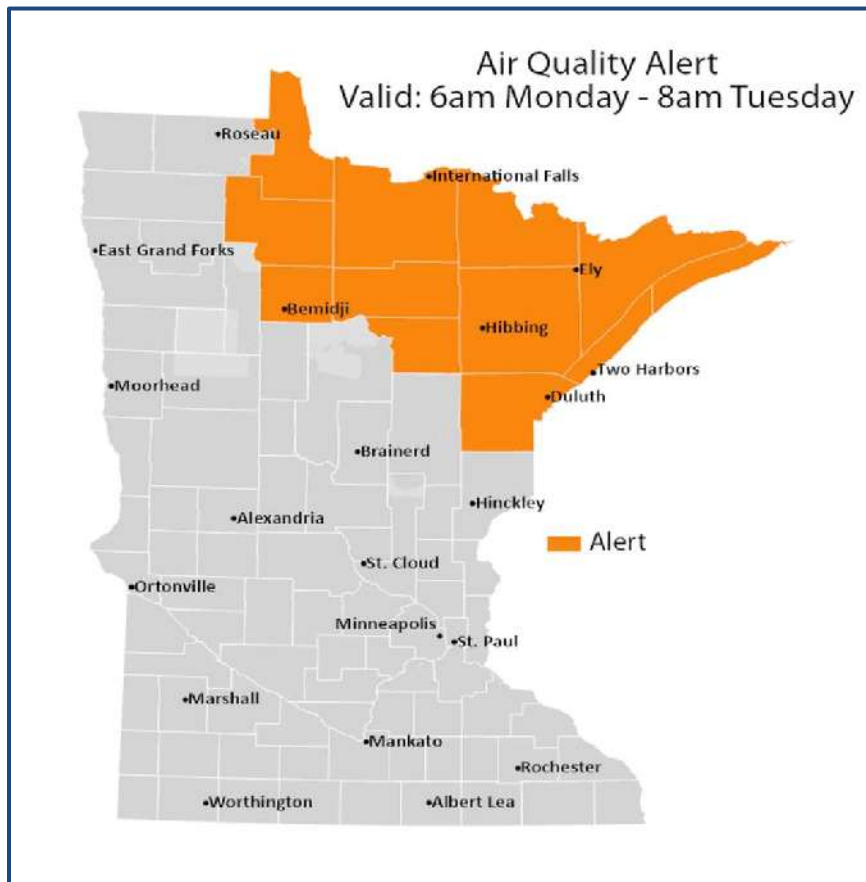 Air Quality Alert
Valid: 6am Monday - 8am Tuesday
Roseau
International Falls
East Grand Forks
Ely
Bemidji
Hibbing
Two Harbors
Moorhead
Duluth
Brainerd
Hinckley
Alexandria
Alert
St. Cloud
Ortonville
Minneapolis
St. Paul
Marshall
Mankato
Rochester
Worthington
Albert Lea